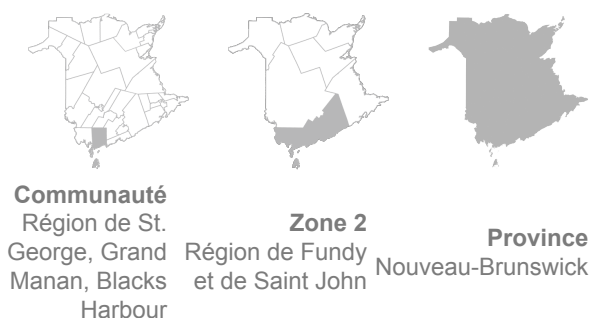 Communauté
Région de St.
George, Grand
Manan, Blacks
Harbour
Zone 2
Région de Fundy
et de Saint John
Province
Nouveau-Brunswick